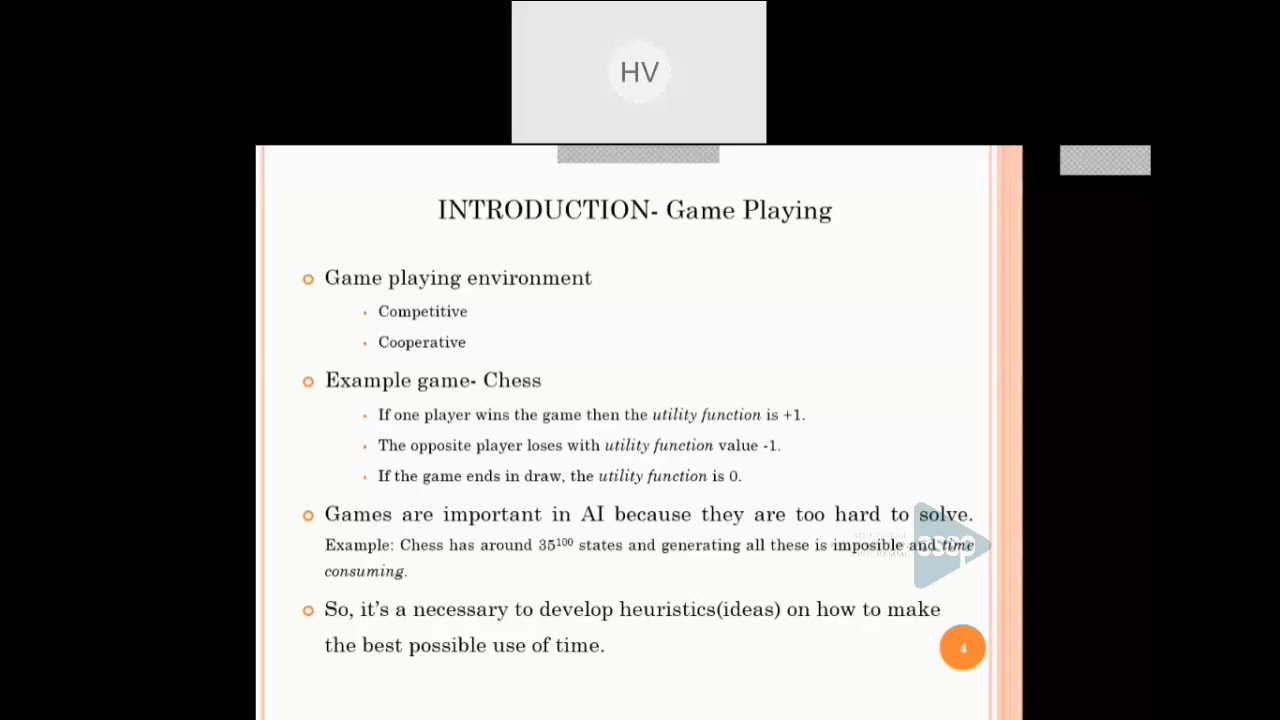 HV
INTRODUCTION- Game Playing
Game playing environment
Competitive
Cooperative
Example game- Chess
If one player wins the game then the utility function is +1.
The opposite player loses with utility function value -1.
If the game ends in draw, the utility function is 0.
Games are important in AI because they are too hard to solve.
Example: Chess has around 35¹⁰⁰ states and generating all these is imposible and time
consuming.
So, it's a necessary to develop heuristics(ideas) on how to make
the best possible use of time.
4